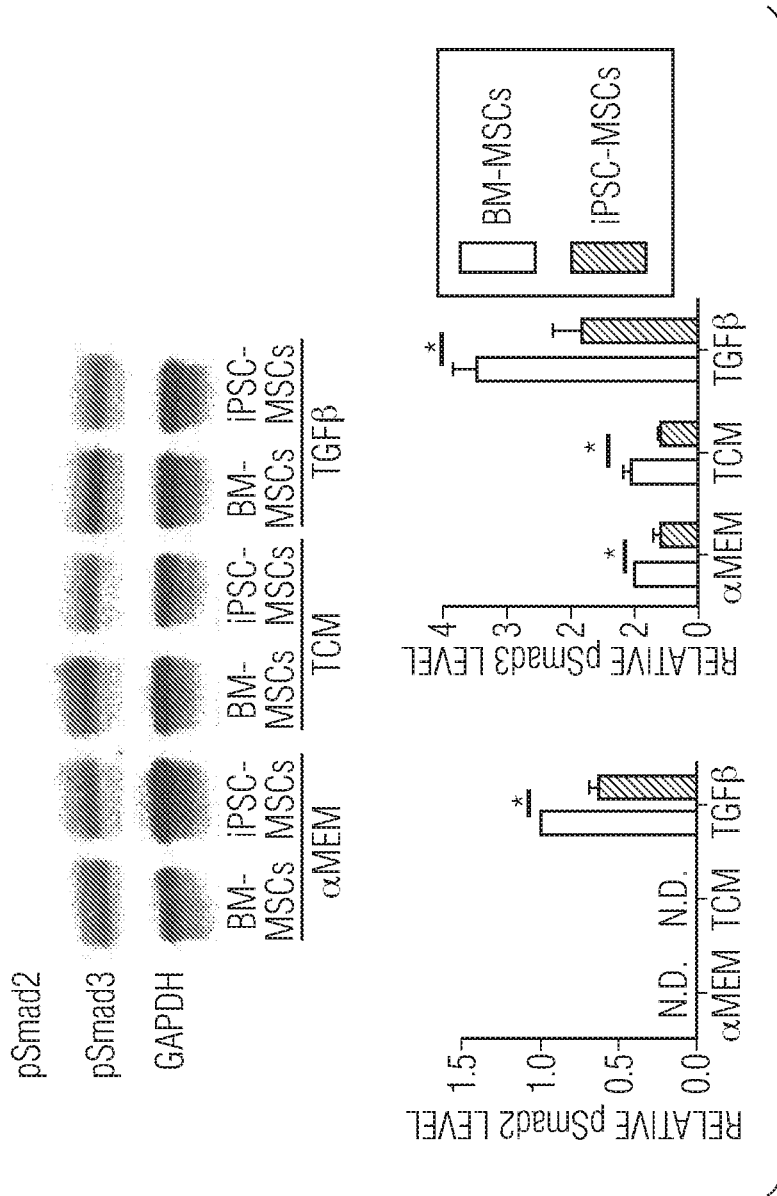 pSmad2
pSmad3
GAPDH
BM-MSCs iPSC-MSCs BM-MSCs iPSC-MSCs BM-MSCs iPSC-MSCs
αMEM TCM TGFβ
RELATIVE pSmad2 LEVEL
1.5
1.0
0.5
0.0
N.D. N.D. *
αMEM TCM TGFβ
RELATIVE pSmad3 LEVEL
4
3
2
2
0
* * *
αMEM TCM TGFβ
BM-MSCs
iPSC-MSCs